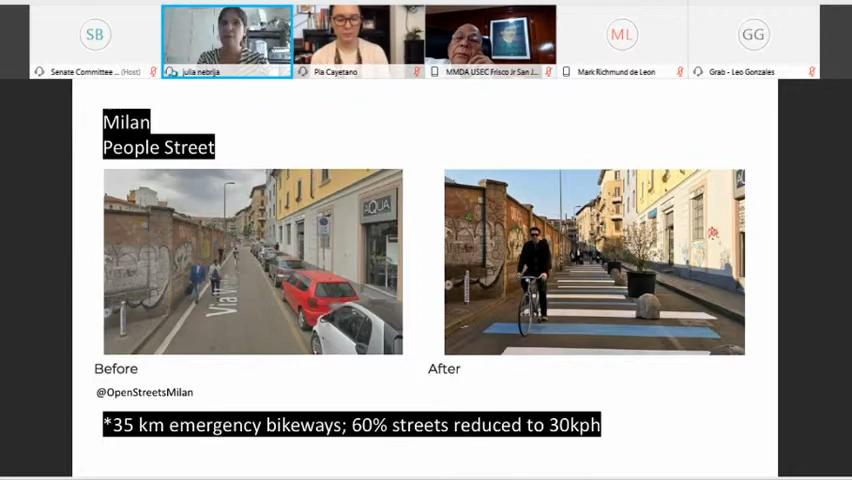 SB
ML
GG
Senate Committee ... (Host)
julia nebrija
Pia Cayetano
MMDA USEC Frisco Jr San J...
Mark Richmund de Leon
Grab - Leo Gonzales
Milan
People Street
AQUA
Via
Before
After
@OpenStreetsMilan
*35 km emergency bikeways; 60% streets reduced to 30kph